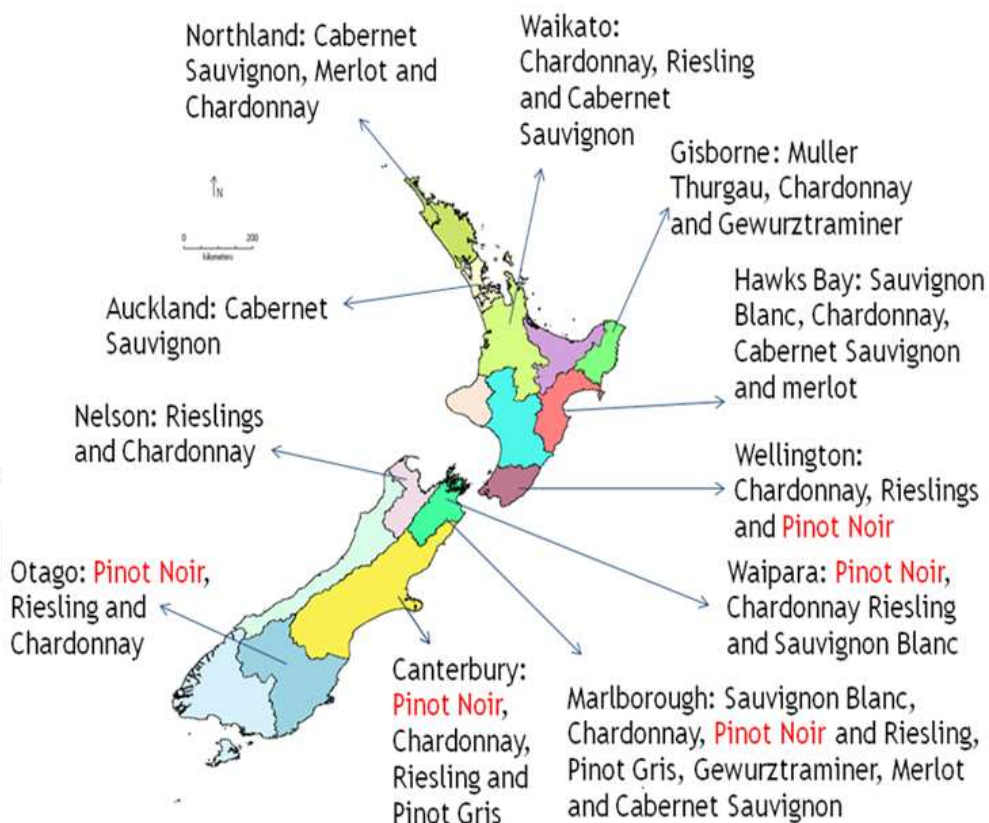 Northland: Cabernet
Sauvignon, Merlot and
Chardonnay
Waikato:
Chardonnay, Riesling
and Cabernet
Sauvignon
Gisborne: Muller
Thurgau, Chardonnay
and Gewurztraminer
N
0 200
kilometers
Auckland: Cabernet
Sauvignon
Hawks Bay: Sauvignon
Blanc, Chardonnay,
Cabernet Sauvignon
and merlot
Nelson: Rieslings
and Chardonnay
Wellington:
Chardonnay, Rieslings
and Pinot Noir
Otago: Pinot Noir,
Riesling and
Chardonnay
Waipara: Pinot Noir,
Chardonnay Riesling
and Sauvignon Blanc
Canterbury:
Pinot Noir,
Chardonnay,
Riesling and
Pinot Gris
Marlborough: Sauvignon Blanc,
Chardonnay, Pinot Noir and Riesling,
Pinot Gris, Gewurztraminer, Merlot
and Cabernet Sauvignon